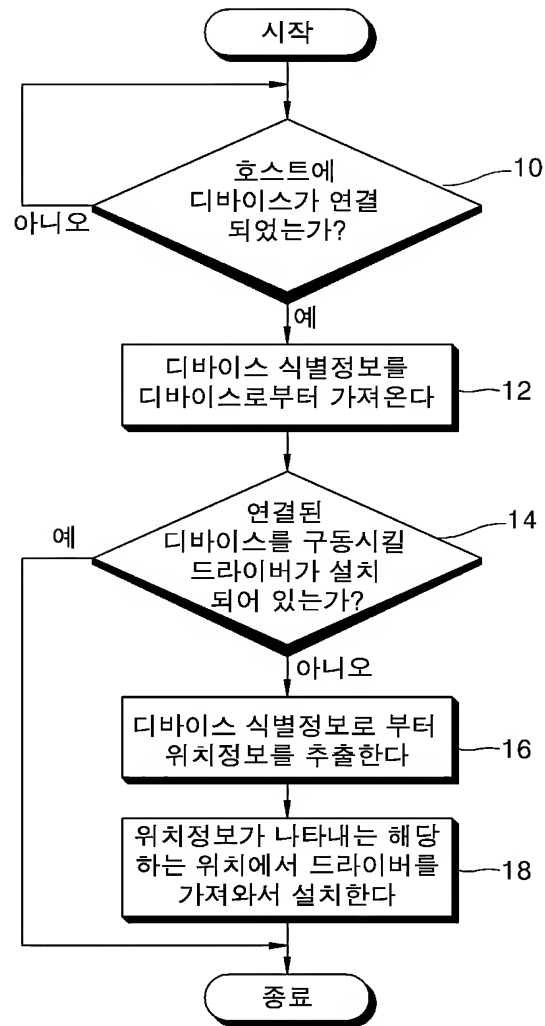 시작
호스트에
디바이스가 연결
되었는가?
10
아니오
예
디바이스 식별정보를
디바이스로부터 가져온다
12
연결된
디바이스를 구동시킬
드라이버가 설치
되어 있는가?
14
예
아니오
디바이스 식별정보로 부터
위치정보를 추출한다
16
위치정보가 나타내는 해당
하는 위치에서 드라이버를
가져와서 설치한다
18
종료